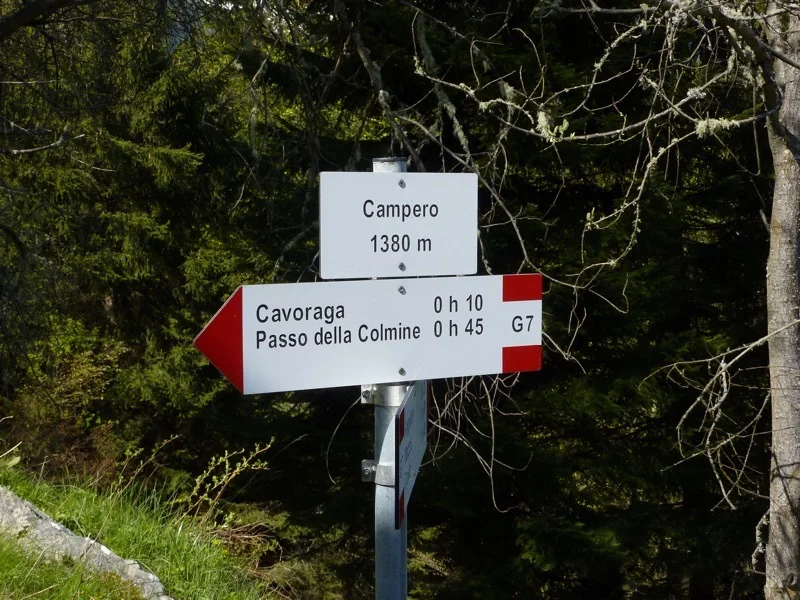 Campero
1380 m
Cavoraga 0 h 10
Passo della Colmine 0 h 45
G7